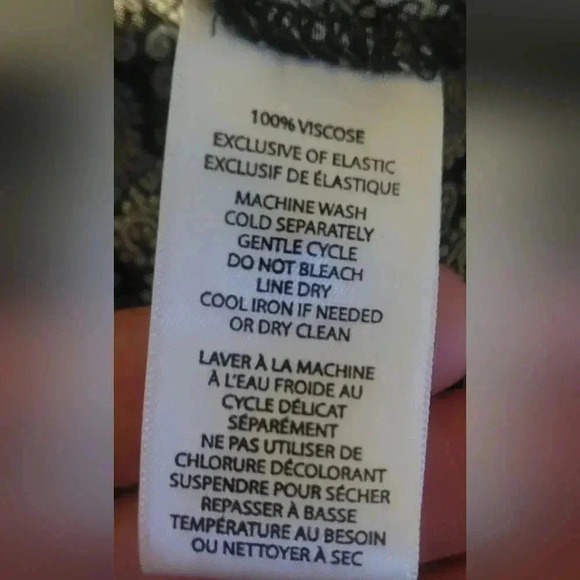 100% VISCOSE
EXCLUSIVE OF ELASTIC
EXCLUSIF DE ÉLASTIQUE
MACHINE WASH
COLD SEPARATELY
GENTLE CYCLE
DO NOT BLEACH
LINE DRY
COOL IRON IF NEEDED
OR DRY CLEAN
LAVER À LA MACHINE
À L'EAU FROIDE AU
CYCLE DÉLICAT
SÉPARÉMENT
NE PAS UTILISER DE
CHLORURE DÉCOLORANT
SUSPENDRE POUR SÉCHER
REPASSER À BASSE
TEMPÉRATURE AU BESOIN
OU NETTOYER À SEC